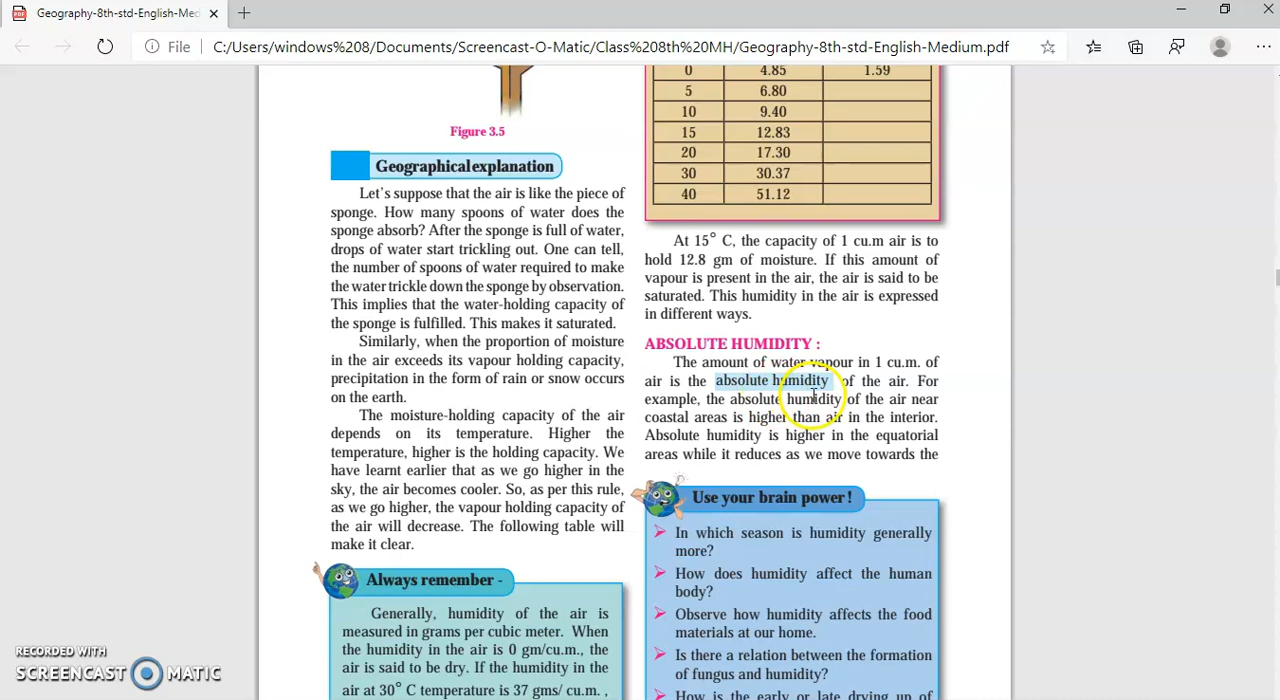 Geography-8th-std-English-Med
File
C:/Users/windows%208/Documents/Screencast-O-Matic/Class%208th%20MH/Geography-8th-std-English-Medium.pdf
Figure 3.5
Geographical explanation
Let's suppose that the air is like the piece of
sponge. How many spoons of water does the
sponge absorb? After the sponge is full of water,
drops of water start trickling out. One can tell,
the number of spoons of water required to make
the water trickle down the sponge by observation.
This implies that the water-holding capacity of
the sponge is fulfilled. This makes it saturated.
Similarly, when the proportion of moisture
in the air exceeds its vapour holding capacity,
precipitation in the form of rain or snow occurs
on the earth.
The moisture-holding capacity of the air
depends on its temperature. Higher the
temperature, higher is the holding capacity. We
have learnt earlier that as we go higher in the
sky, the air becomes cooler. So, as per this rule,
as we go higher, the vapour holding capacity of
the air will decrease. The following table will
make it clear.
Always remember -
Generally, humidity of the air is
measured in grams per cubic meter. When
the humidity in the air is 0 gm/cu.m., the
air is said to be dry. If the humidity in the
air at 30° C temperature is 37 gms/ cu.m. ,
0 4.85 1.59
5 6.80
10 9.40
15 12.83
20 17.30
30 30.37
40 51.12
At 15° C, the capacity of 1 cu.m air is to
hold 12.8 gm of moisture. If this amount of
vapour is present in the air, the air is said to be
saturated. This humidity in the air is expressed
in different ways.
ABSOLUTE HUMIDITY :
The amount of water vapour in 1 cu.m. of
air is the absolute humidity of the air. For
example, the absolute humidity of the air near
coastal areas is higher than air in the interior.
Absolute humidity is higher in the equatorial
areas while it reduces as we move towards the
Use your brain power !
In which season is humidity generally
more?
How does humidity affect the human
body?
Observe how humidity affects the food
materials at our home.
Is there a relation between the formation
of fungus and humidity?
How is the early or late drying up of
RECORDED WITH
SCREENCAST MATIC